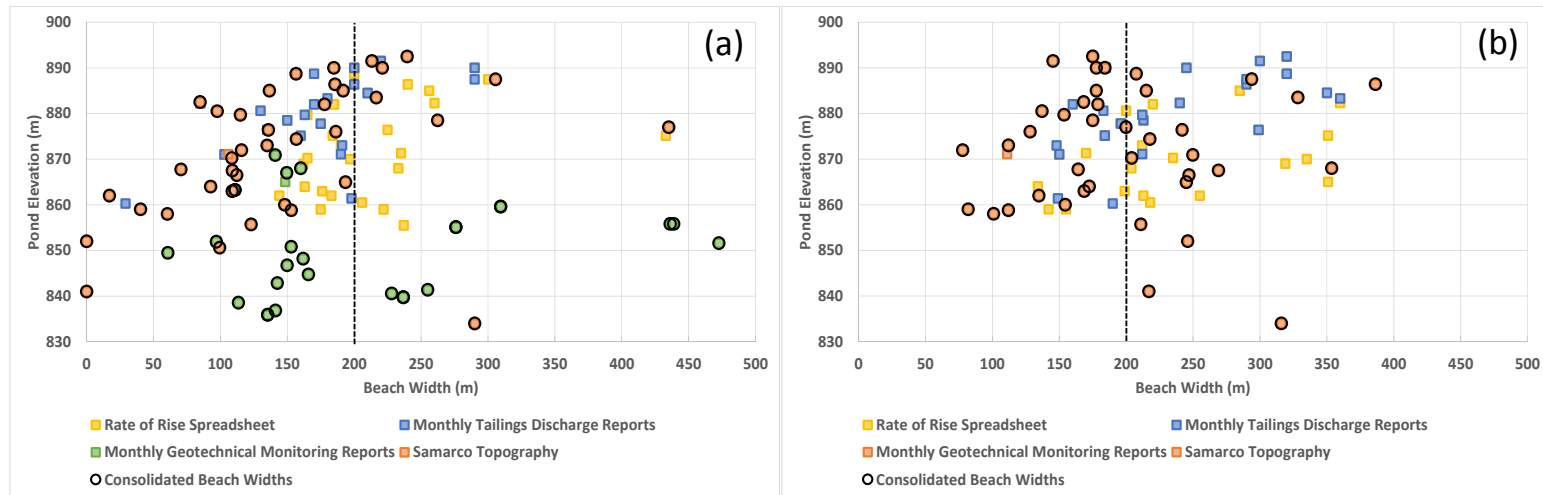 (a)
900
890
880
870
860
850
840
830
Pond Elevation (m)
0 50 100 150 200 250 300 350 400 450 500
Beach Width (m)
Rate of Rise Spreadsheet
Monthly Tailings Discharge Reports
Monthly Geotechnical Monitoring Reports
Samarco Topography
Consolidated Beach Widths
(b)
900
890
880
870
860
850
840
830
Pond Elevation (m)
0 50 100 150 200 250 300 350 400 450 500
Beach Width (m)
Rate of Rise Spreadsheet
Monthly Tailings Discharge Reports
Monthly Geotechnical Monitoring Reports
Samarco Topography
Consolidated Beach Widths